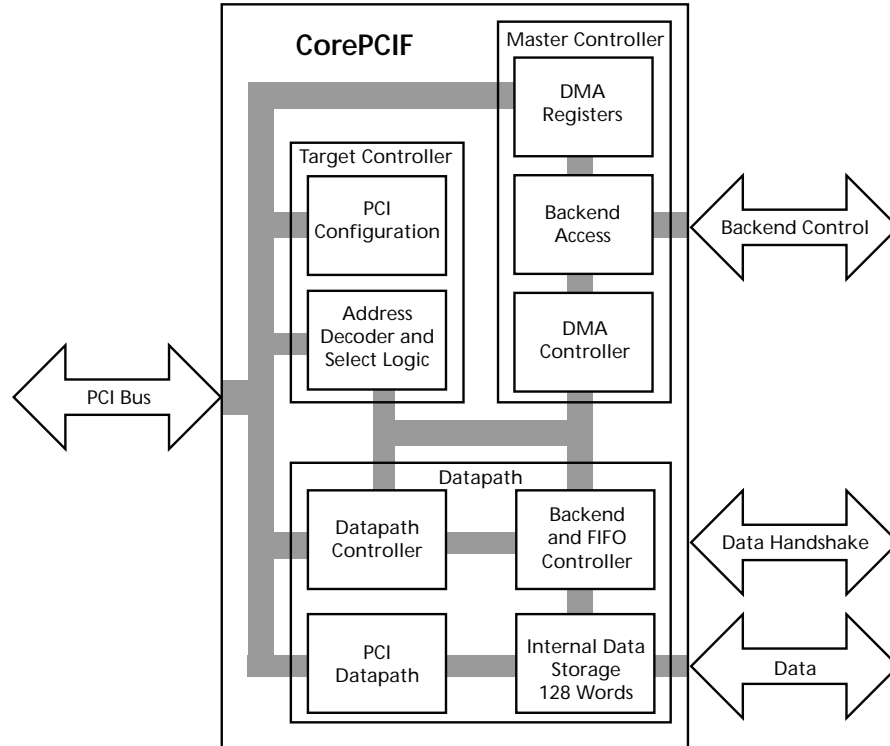 CorePCIF
Master Controller
DMA
Registers
Target Controller
PCI
Configuration
Backend
Access
Backend Control
Address
Decoder and
Select Logic
DMA
Controller
PCI Bus
Datapath
Datapath
Controller
Backend
and FIFO
Controller
Data Handshake
PCI
Datapath
Internal Data
Storage
128 Words
Data